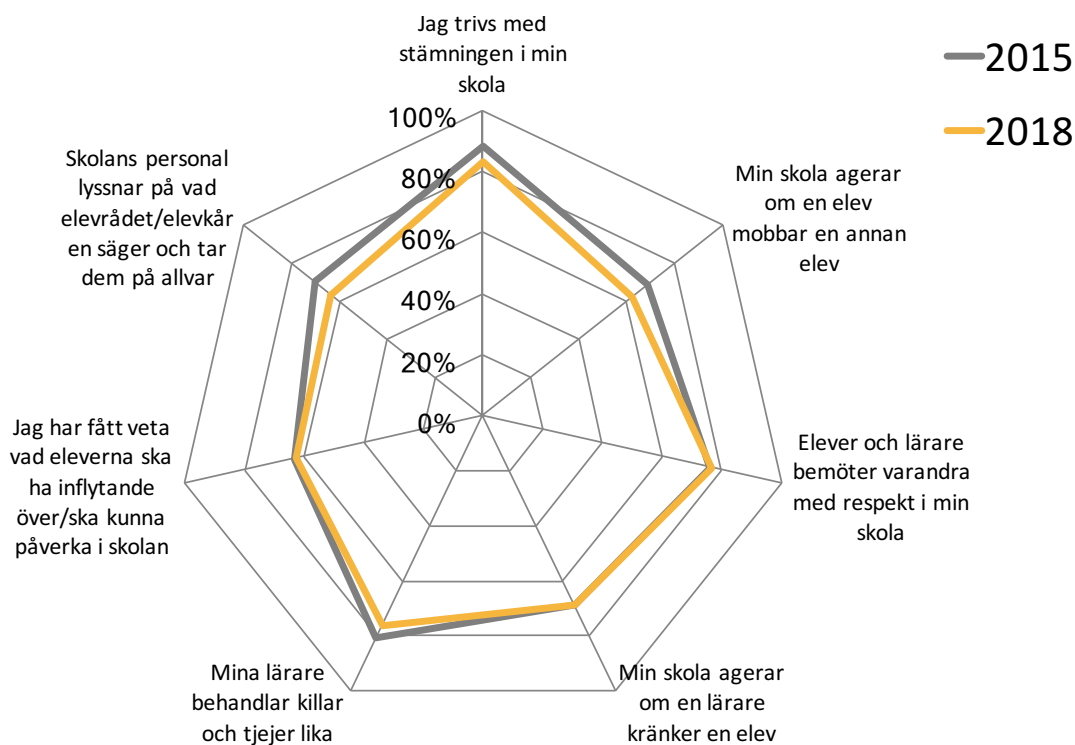 Jag trivs med
stämningen i min
skola
2015
2018
100%
80%
60%
40%
20%
0%
Min skola agerar
om en elev
mobbar en annan
elev
Elever och lärare
bemöter varandra
med respekt i min
skola
Min skola agerar
om en lärare
kränker en elev
Mina lärare
behandlar killar
och tjejer lika
Jag har fått veta
vad eleverna ska
ha inflytande
över/ska kunna
påverka i skolan
Skolans personal
lyssnar på vad
elevrådet/elevkår
en säger och tar
dem på allvar